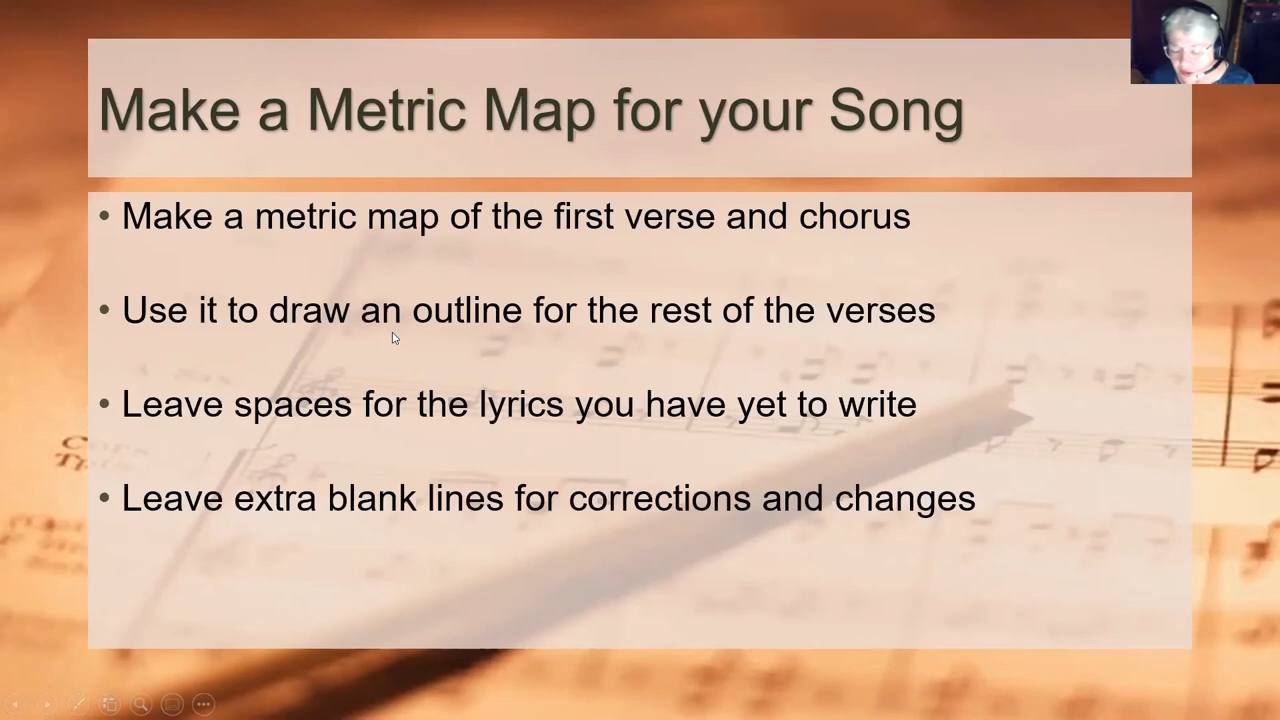 Make a Metric Map for your Song
• Make a metric map of the first verse and chorus
• Use it to draw an outline for the rest of the verses
• Leave spaces for the lyrics you have yet to write
• Leave extra blank lines for corrections and changes